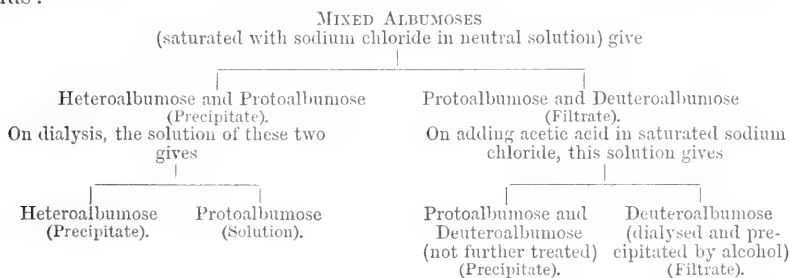 MIXED ALBUMOSES
(saturated with sodium chloride in neutral solution) give
Heteroalbumose and Protoalbumose
(Precipitate).
On dialysis, the solution of these two
gives
Protoalbumose and Deuteroalbumose
(Filtrate).
On adding acetic acid in saturated sodium
chloride, this solution gives
Heteroalbumose
(Precipitate).
Protoalbumose
(Solution).
Protoalbumose and
Deuteroalbumose
(not further treated)
(Precipitate).
Deuteroalbumose
(dialysed and pre-
cipitated by alcohol)
(Filtrate).